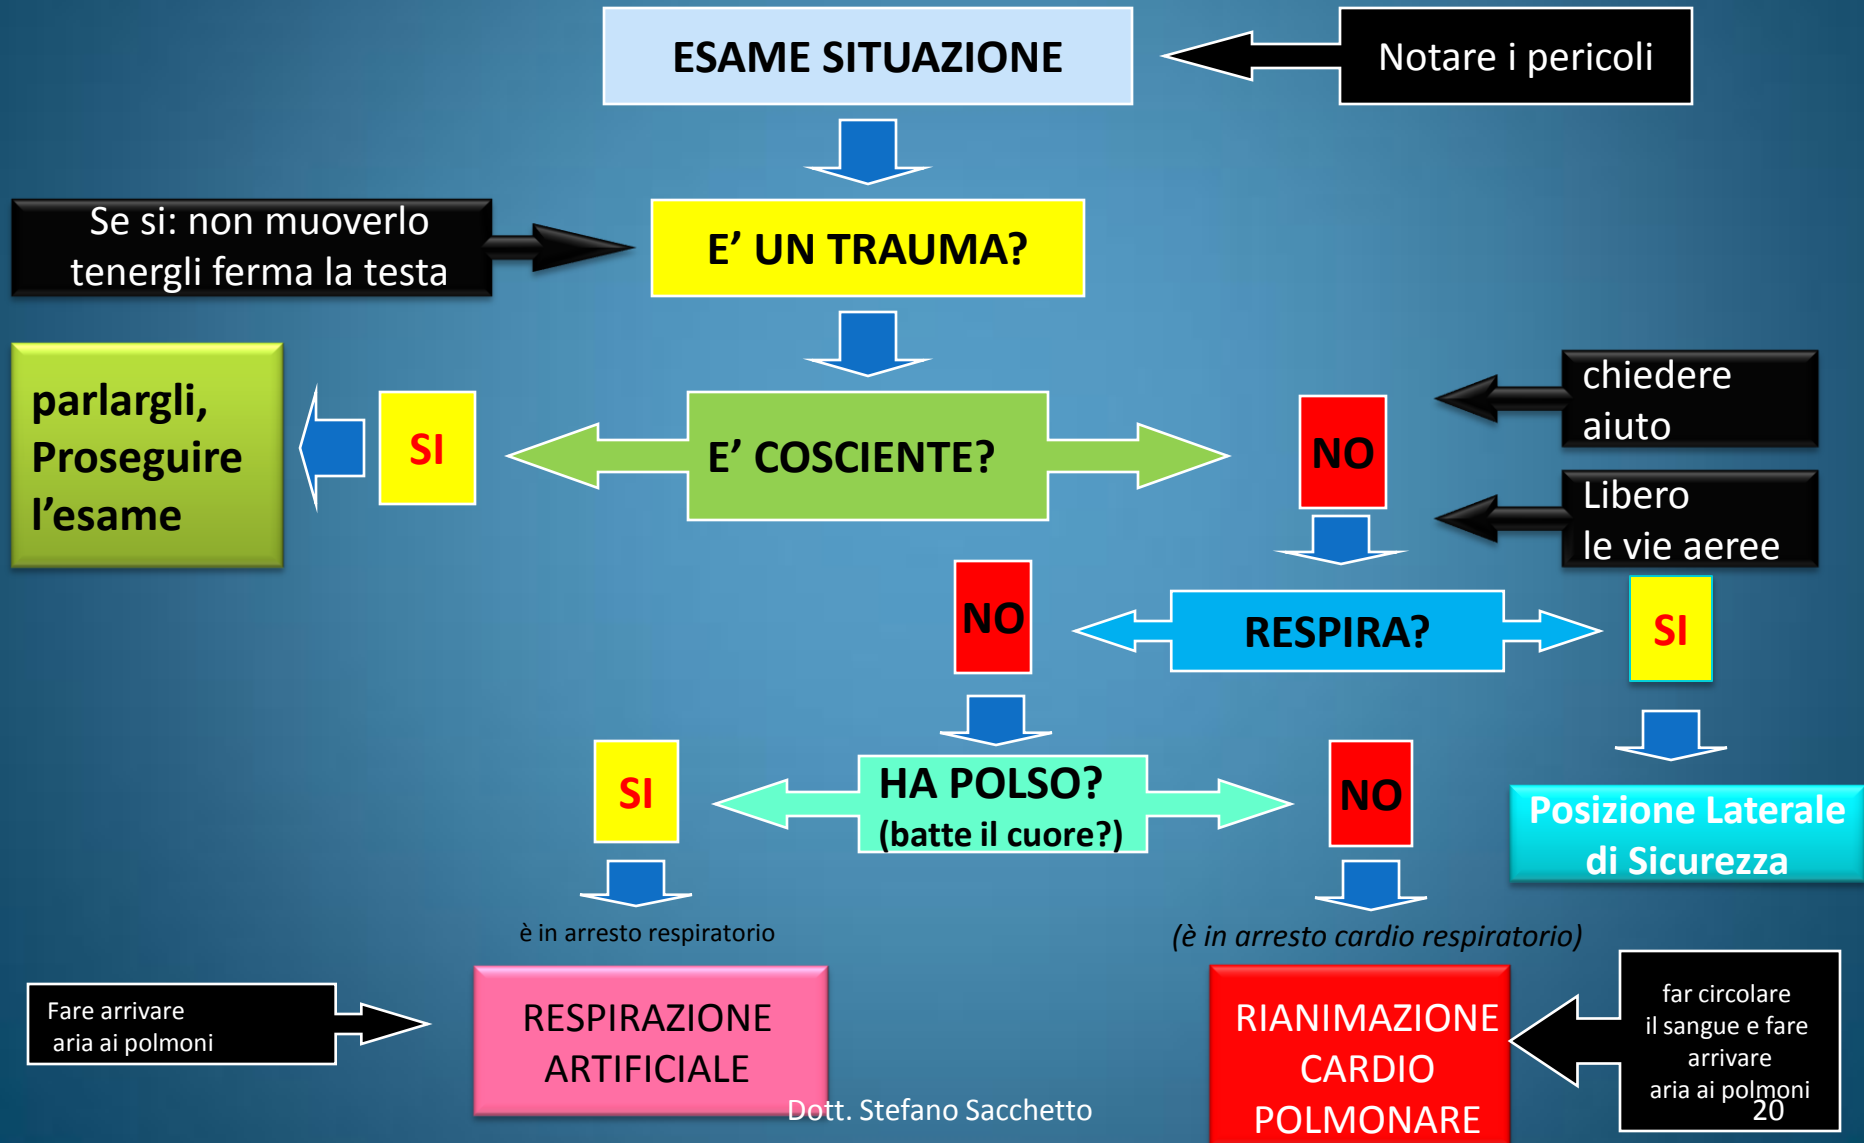 ESAME SITUAZIONE
Notare i pericoli
Se si: non muoverlo
tenergli ferma la testa
E’ UN TRAUMA?
parlargli,
Proseguire
l’esame
SI
E’ COSCIENTE?
NO
chiedere
aiuto
Libero
le vie aeree
NO
RESPIRA?
SI
SI
HA POLSO?
(batte il cuore?)
NO
Posizione Laterale
di Sicurezza
è in arresto respiratorio
(è in arresto cardio respiratorio)
Fare arrivare
aria ai polmoni
RESPIRAZIONE
ARTIFICIALE
RIANIMAZIONE
CARDIO
POLMONARE
far circolare
il sangue e fare
arrivare
aria ai polmoni
Dott. Stefano Sacchetto
20